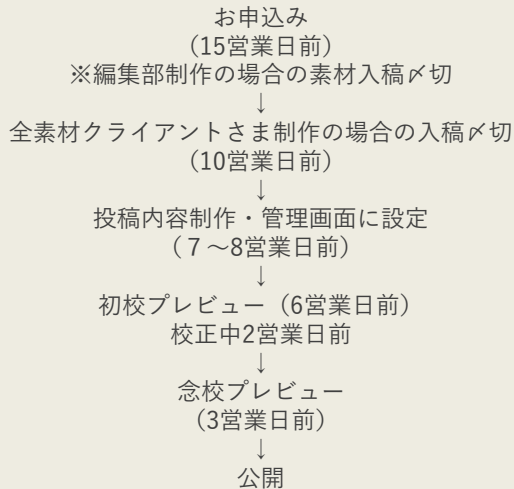 お申込み
（15営業日前）
※編集部制作の場合の素材入稿〆切
↓
全素材クライアントさま制作の場合の入稿〆切
（10営業日前）
↓
投稿内容制作・管理画面に設定
（７～8営業日前）
↓
初校プレビュー（6営業日前）
校正中2営業日前
↓
念校プレビュー
（3営業日前）
↓
公開